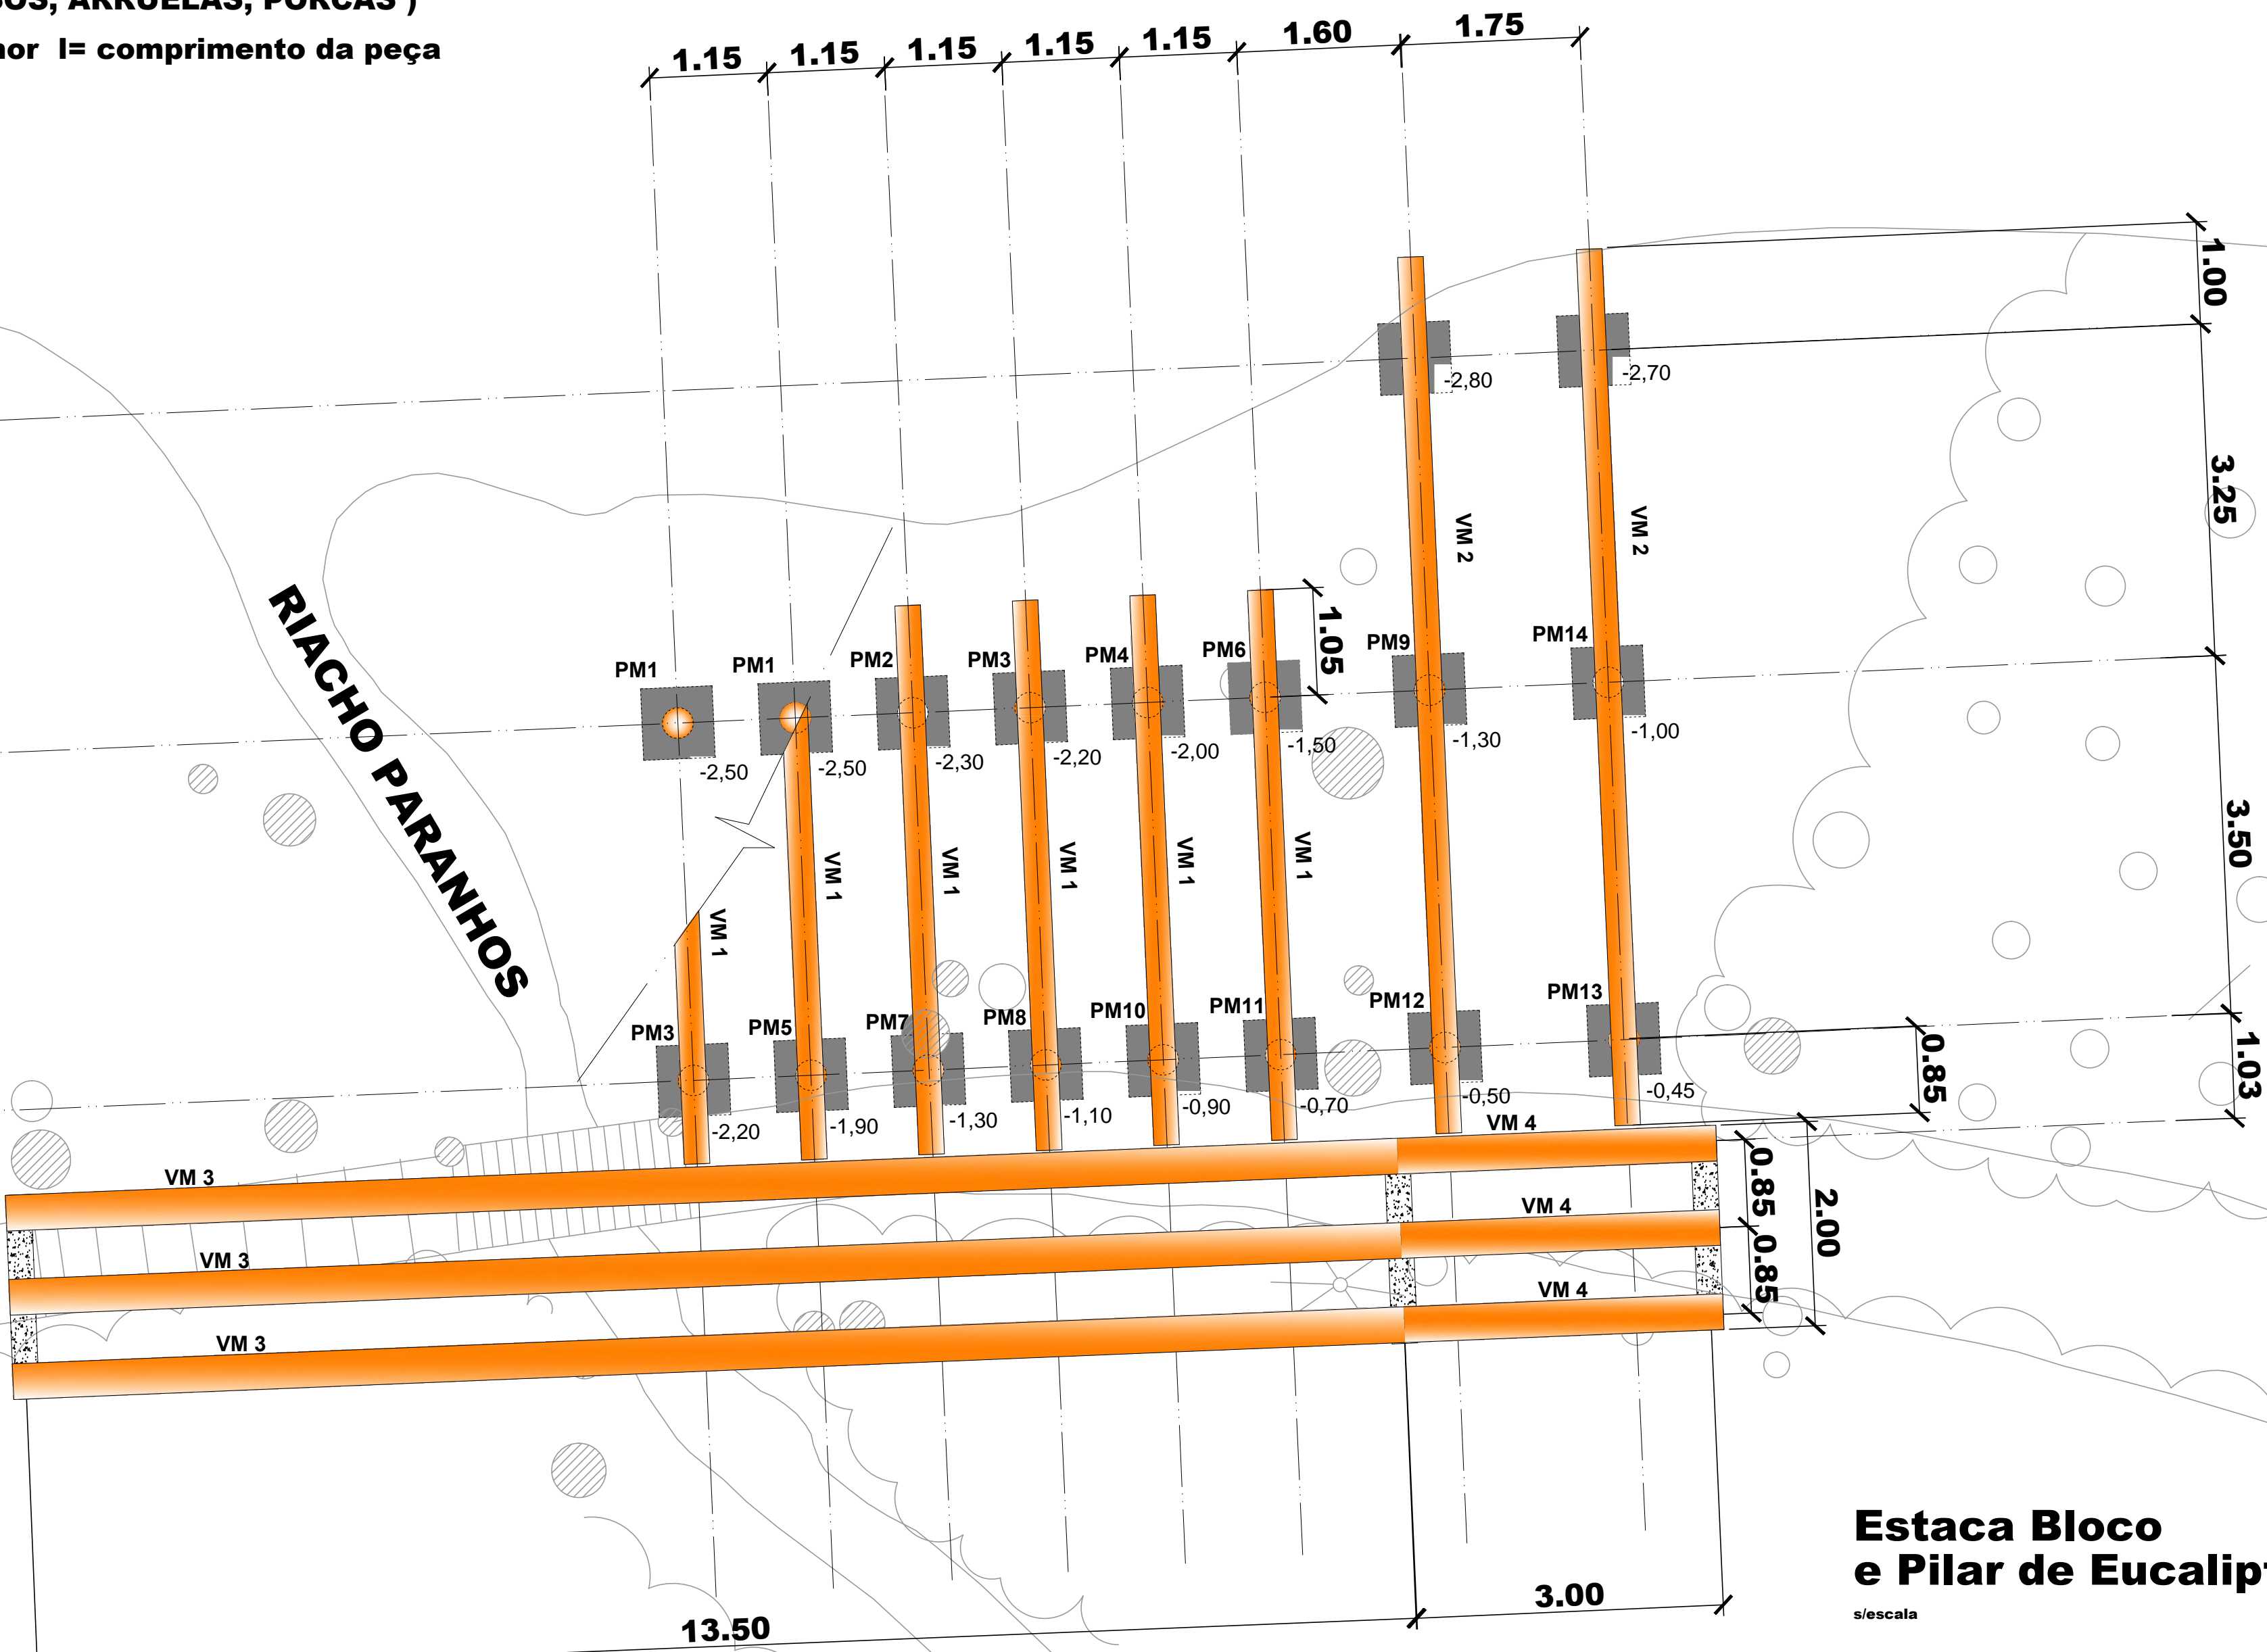 ARRUELAS, PORCAS )
l= comprimento da peça
1.15
1.15
1.15
1.15
1.15
1.60
1.75
1.00
3.25
3.50
1.03
-2,80
-2,70
VM 2
VM 2
1.05
RIACHO PARANHOS
PM1
PM1
PM2
PM3
PM4
PM6
PM9
PM14
-2,50
-2,50
-2,30
-2,20
-2,00
-1,50
-1,30
-1,00
VM 1
VM 1
VM 1
VM 1
VM 1
VM 1
PM3
PM5
PM7
PM8
PM10
PM11
PM12
PM13
-2,20
-1,90
-1,30
-1,10
-0,90
-0,70
-0,50
-0,45
0.85
VM 3
VM 4
VM 3
VM 4
VM 3
VM 4
0.85
0.85
2.00
13.50
3.00
Estaca Bloco
e Pilar de
s/escala